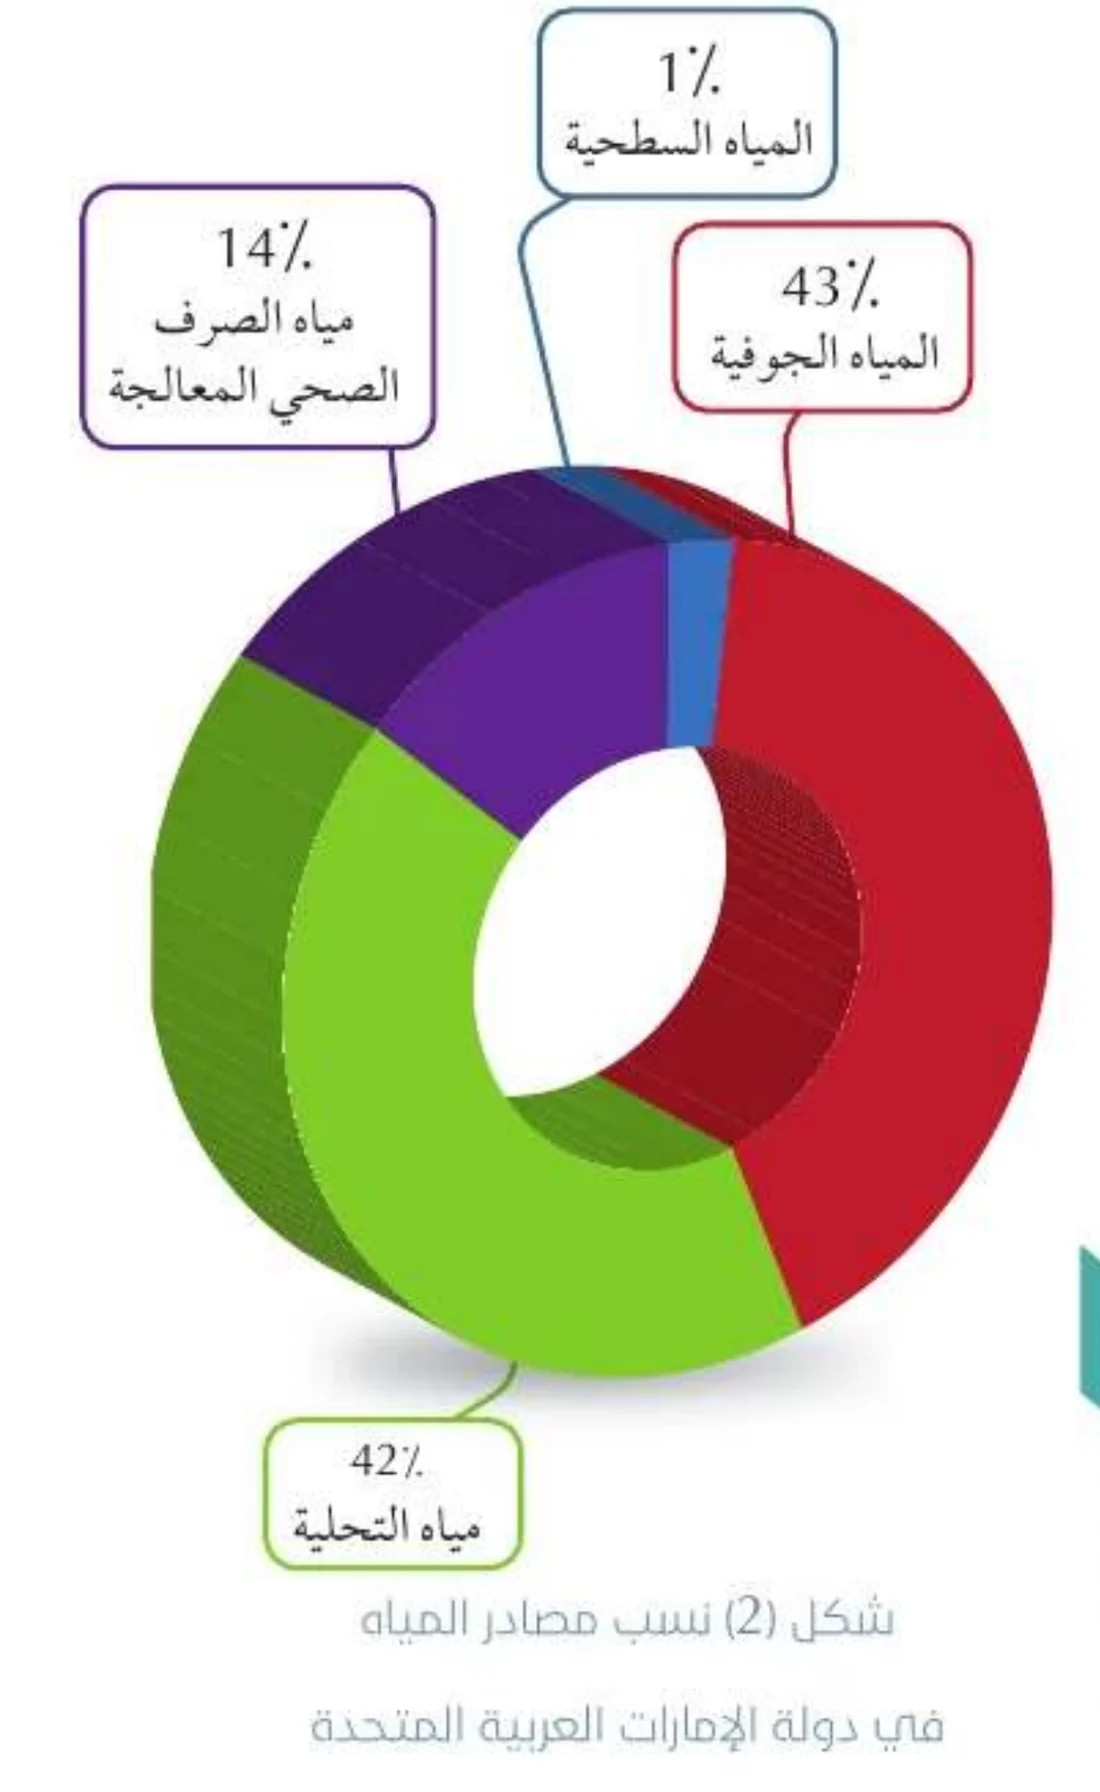 1٪
المياه السطحية
43٪
المياه الجوفية
14٪
مياه الصرف
الصحي المعالجة
42٪
مياه التحلية
شكل (2) نسب مصادر المياه
في دولة الإمارات العربية المتحدة